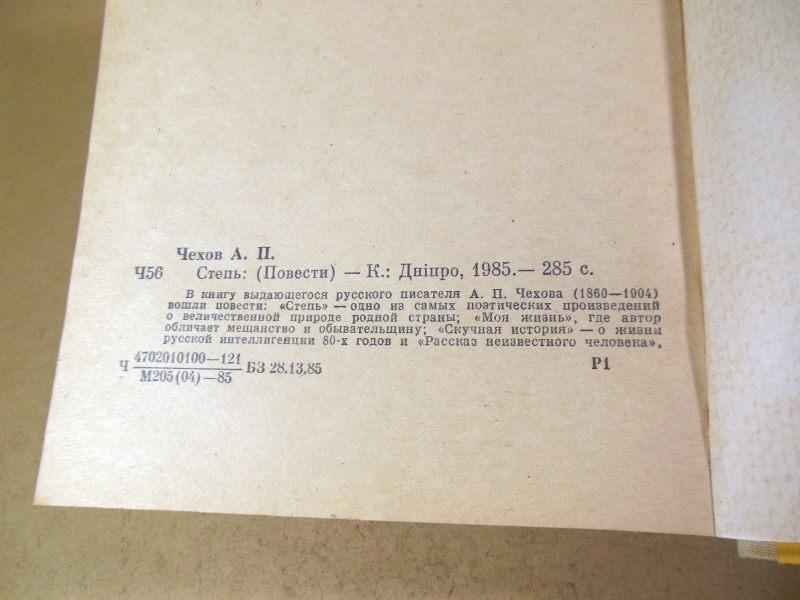 Чехов А. П.
Ч56 Степь: (Повести) — К.: Дніпро, 1985.— 285 с.
В книгу выдающегося русского писателя А. П. Чехова (1860—1904)
вошли повести: «Степь» — одно из самых поэтических произведений
о величественной природе родной страны; «Моя жизнь», где автор
обличает мещанство и обывательщину; «Скучная история» — о жизни
русской интеллигенции 80-х годов и «Рассказ неизвестного человека».
Ч 4702010100—121
М205(04)—85 БЗ 28.13.85 Р1